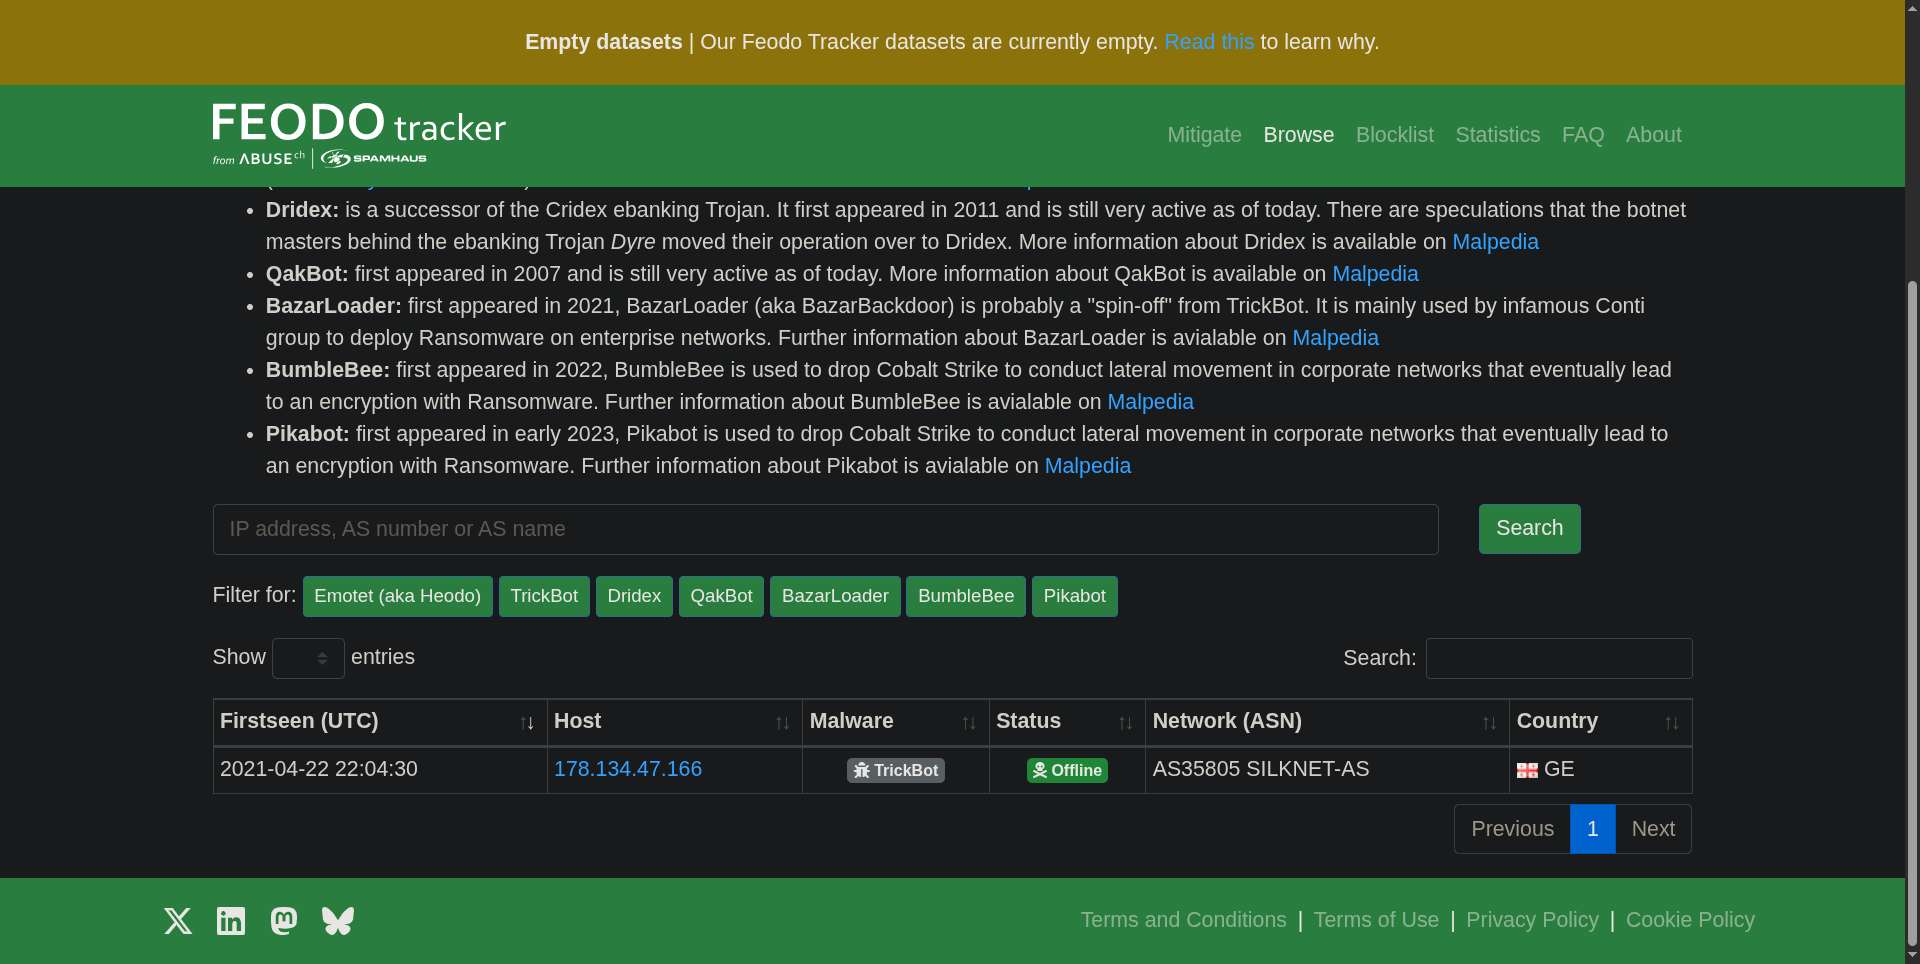 Empty datasets | Our Feodo Tracker datasets are currently empty. Read this to learn why.
FEODO tracker
from ABUSE ch | SPAMHAUS
Mitigate Browse Blocklist Statistics FAQ About
• Dridex: is a successor of the Cridex ebanking Trojan. It first appeared in 2011 and is still very active as of today. There are speculations that the botnet
masters behind the ebanking Trojan Dyre moved their operation over to Dridex. More information about Dridex is available on Malpedia
• QakBot: first appeared in 2007 and is still very active as of today. More information about QakBot is available on Malpedia
• BazarLoader: first appeared in 2021, BazarLoader (aka BazarBackdoor) is probably a "spin-off" from TrickBot. It is mainly used by infamous Conti
group to deploy Ransomware on enterprise networks. Further information about BazarLoader is avialable on Malpedia
• BumbleBee: first appeared in 2022, BumbleBee is used to drop Cobalt Strike to conduct lateral movement in corporate networks that eventually lead
to an encryption with Ransomware. Further information about BumbleBee is avialable on Malpedia
• Pikabot: first appeared in early 2023, Pikabot is used to drop Cobalt Strike to conduct lateral movement in corporate networks that eventually lead to
an encryption with Ransomware. Further information about Pikabot is avialable on Malpedia
IP address, AS number or AS name Search
Filter for: Emotet (aka Heodo) TrickBot Dridex QakBot BazarLoader BumbleBee Pikabot
Show entries Search:
Firstseen (UTC) Host Malware Status Network (ASN) Country
2021-04-22 22:04:30 178.134.47.166 TrickBot Offline AS35805 SILKNET-AS GE
Previous 1 Next
Terms and Conditions | Terms of Use | Privacy Policy | Cookie Policy